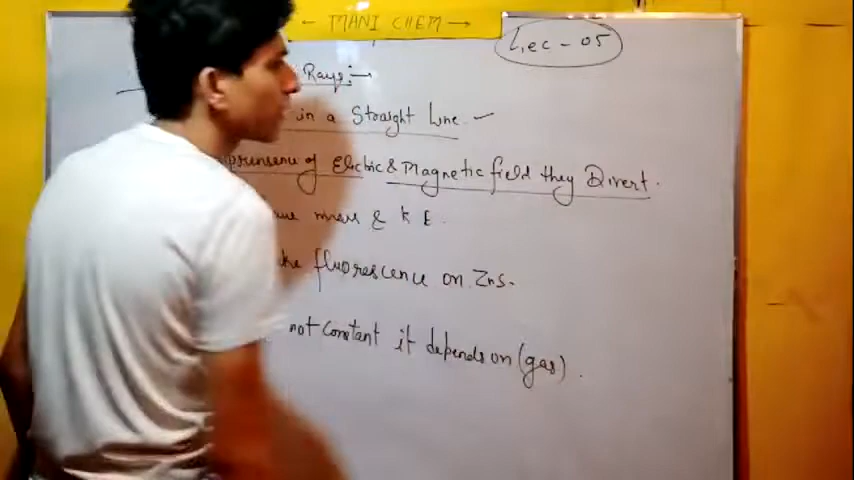 ← MANI CHEM →
Lec - 05
Rays :→
in a Straight Line.
of Electric & Magnetic field they Divert.
mass & K E.
fluorescence on ZnS.
not constant it depends on (gas).